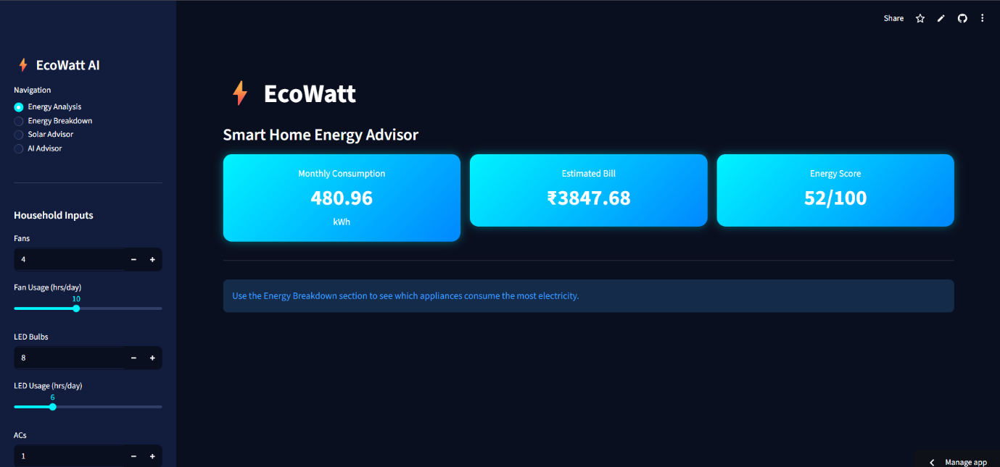 Share
EcoWatt AI
Navigation
Energy Analysis
Energy Breakdown
Solar Advisor
AI Advisor
Household Inputs
Fans
4
Fan Usage (hrs/day)
10
LED Bulbs
8
LED Usage (hrs/day)
6
ACs
1
EcoWatt
Smart Home Energy Advisor
Monthly Consumption
480.96
kWh
Estimated Bill
₹3847.68
Energy Score
52/100
Use the Energy Breakdown section to see which appliances consume the most electricity.
Manage app